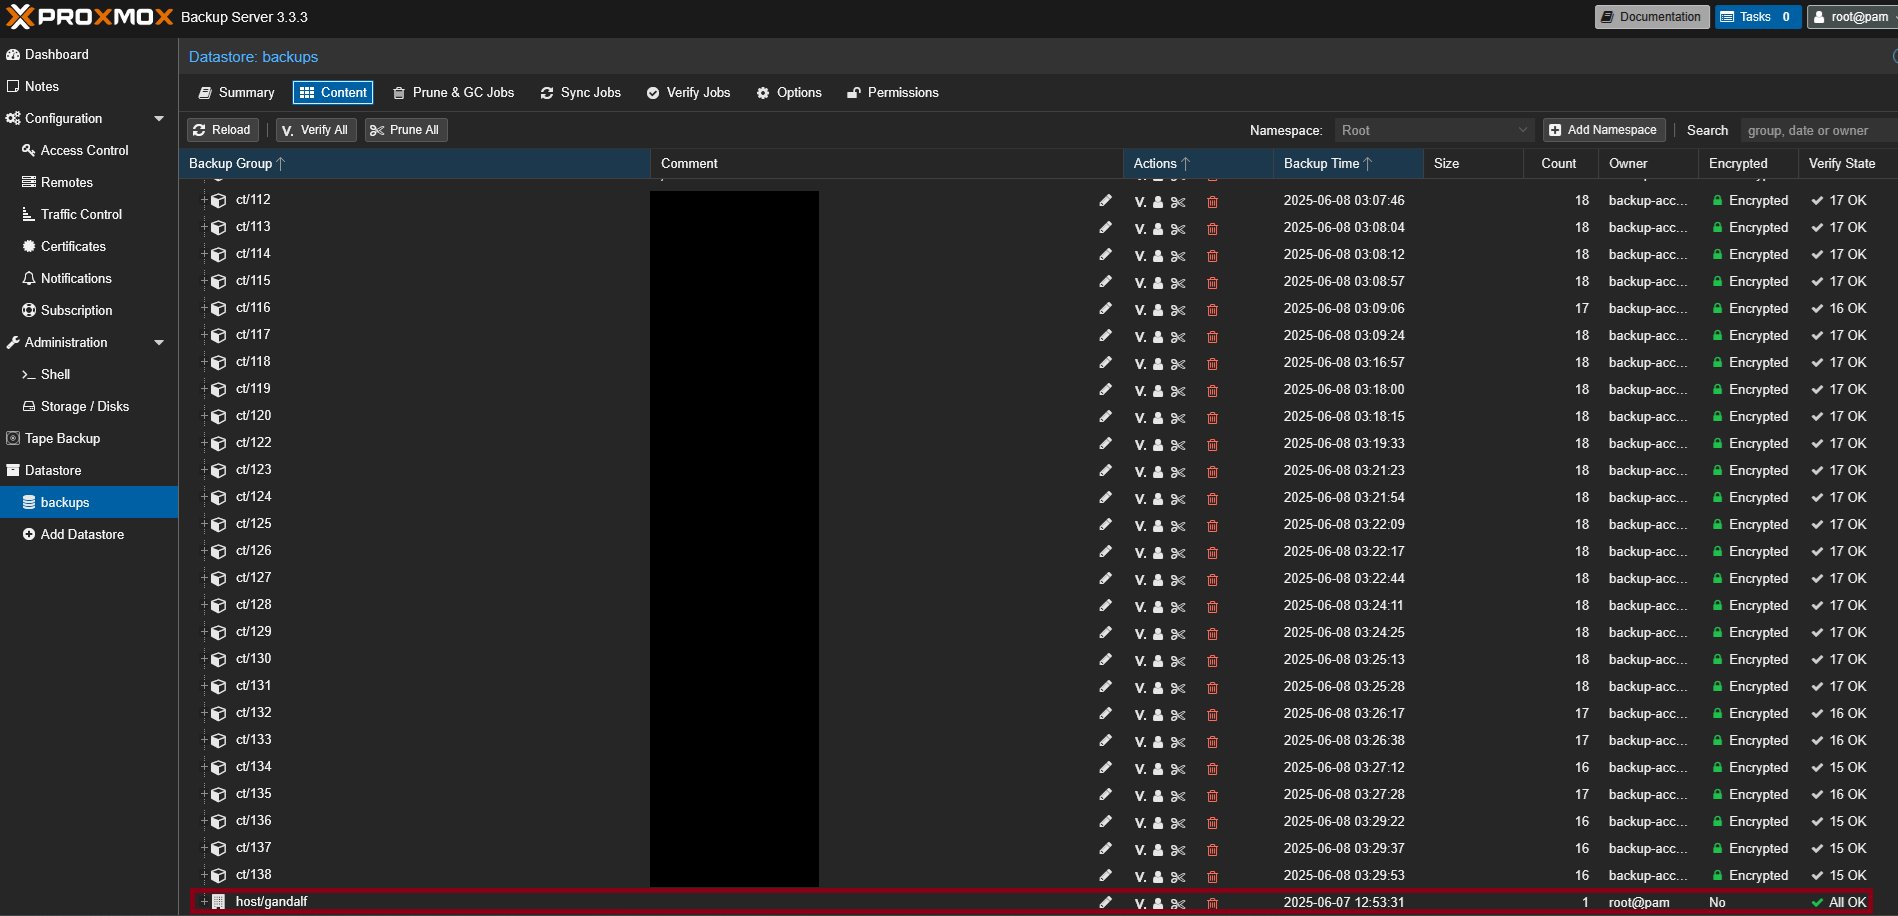 PROXMOX Backup Server 3.3.3 Documentation Tasks 0 root@pam
Dashboard
Notes
Configuration
Access Control
Remotes
Traffic Control
Certificates
Notifications
Subscription
Administration
Shell
Storage / Disks
Tape Backup
Datastore
backups
Add Datastore
Datastore: backups
Summary Content Prune & GC Jobs Sync Jobs Verify Jobs Options Permissions
Reload V. Verify All Prune All Namespace: Root Add Namespace Search group, date or owner
Backup Group Comment Actions Backup Time Size Count Owner Encrypted Verify State
ct/112 V. 2025-06-08 03:07:46 18 backup-acc... Encrypted 17 OK
ct/113 V. 2025-06-08 03:08:04 18 backup-acc... Encrypted 17 OK
ct/114 V. 2025-06-08 03:08:12 18 backup-acc... Encrypted 17 OK
ct/115 V. 2025-06-08 03:08:57 18 backup-acc... Encrypted 17 OK
ct/116 V. 2025-06-08 03:09:06 17 backup-acc... Encrypted 16 OK
ct/117 V. 2025-06-08 03:09:24 18 backup-acc... Encrypted 17 OK
ct/118 V. 2025-06-08 03:16:57 18 backup-acc... Encrypted 17 OK
ct/119 V. 2025-06-08 03:18:00 18 backup-acc... Encrypted 17 OK
ct/120 V. 2025-06-08 03:18:15 18 backup-acc... Encrypted 17 OK
ct/122 V. 2025-06-08 03:19:33 18 backup-acc... Encrypted 17 OK
ct/123 V. 2025-06-08 03:21:23 18 backup-acc... Encrypted 17 OK
ct/124 V. 2025-06-08 03:21:54 18 backup-acc... Encrypted 17 OK
ct/125 V. 2025-06-08 03:22:09 18 backup-acc... Encrypted 17 OK
ct/126 V. 2025-06-08 03:22:17 18 backup-acc... Encrypted 17 OK
ct/127 V. 2025-06-08 03:22:44 18 backup-acc... Encrypted 17 OK
ct/128 V. 2025-06-08 03:24:11 18 backup-acc... Encrypted 17 OK
ct/129 V. 2025-06-08 03:24:25 18 backup-acc... Encrypted 17 OK
ct/130 V. 2025-06-08 03:25:13 18 backup-acc... Encrypted 17 OK
ct/131 V. 2025-06-08 03:25:28 18 backup-acc... Encrypted 17 OK
ct/132 V. 2025-06-08 03:26:17 17 backup-acc... Encrypted 16 OK
ct/133 V. 2025-06-08 03:26:38 17 backup-acc... Encrypted 16 OK
ct/134 V. 2025-06-08 03:27:12 16 backup-acc... Encrypted 15 OK
ct/135 V. 2025-06-08 03:27:28 17 backup-acc... Encrypted 16 OK
ct/136 V. 2025-06-08 03:29:22 16 backup-acc... Encrypted 15 OK
ct/137 V. 2025-06-08 03:29:37 16 backup-acc... Encrypted 15 OK
ct/138 V. 2025-06-08 03:29:53 16 backup-acc... Encrypted 15 OK
host/gandalf V. 2025-06-07 12:53:31 1 root@pam No All OK